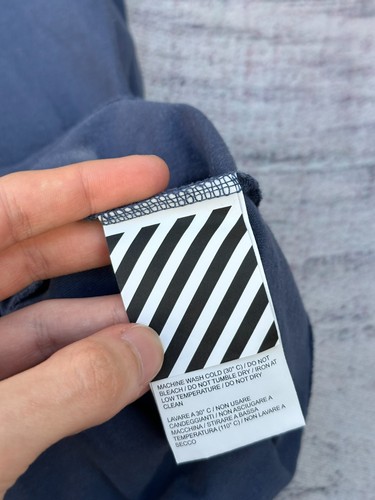 MACHINE WASH COLD (30° C) / DO NOT
BLEACH / DO NOT TUMBLE DRY / IRON AT
LOW TEMPERATURE / DO NOT DRY
CLEAN
LAVARE A 30° C / NON USARE
CANDEGGIANTI / NON ASCIUGARE A
MACCHINA / STIRARE A BASSA
TEMPERATURA (110° C) / NON DRY
SECCO